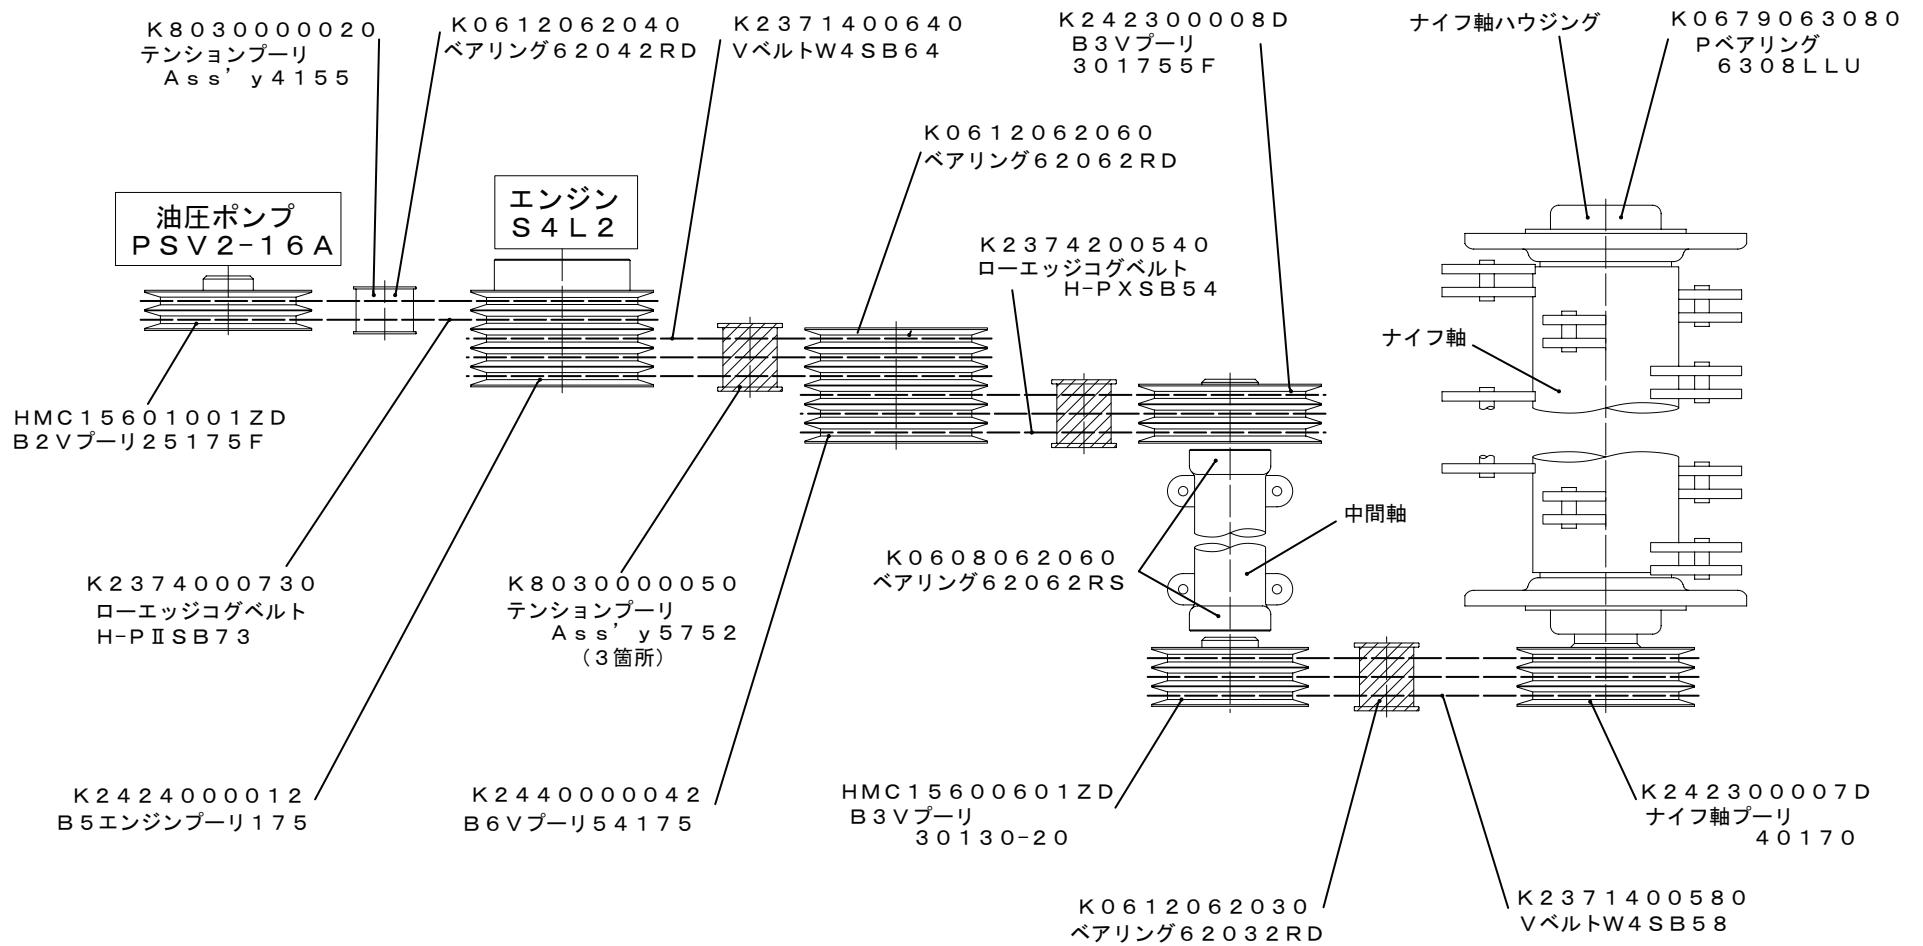 K8030000020
テンションプーリ
Ass'y4155
K0612062040
ベアリング62042RD
K2371400640
VベルトW4SB64
K242300008D
B3Vプーリ
301755F
ナイフ軸ハウジング
K0679063080
Pベアリング
6308LLU
K0612062060
ベアリング62062RD
油圧ポンプ
PSV2-16A
エンジン
S4L2
K2374200540
ローエッジコグベルト
H-PXSB54
ナイフ軸
HMC15601001ZD
B2Vプーリ25175F
中間軸
K0608062060
ベアリング62062RS
K2374000730
ローエッジコグベルト
H-PⅡSB73
K8030000050
テンションプーリ
Ass'y5752
(3箇所)
K2424000012
B5エンジンプーリ175
K2440000042
B6Vプーリ54175
HMC15600601ZD
B3Vプーリ
30130-20
K242300007D
ナイフ軸プーリ
40170
K0612062030
ベアリング62032RD
K2371400580
VベルトW4SB58